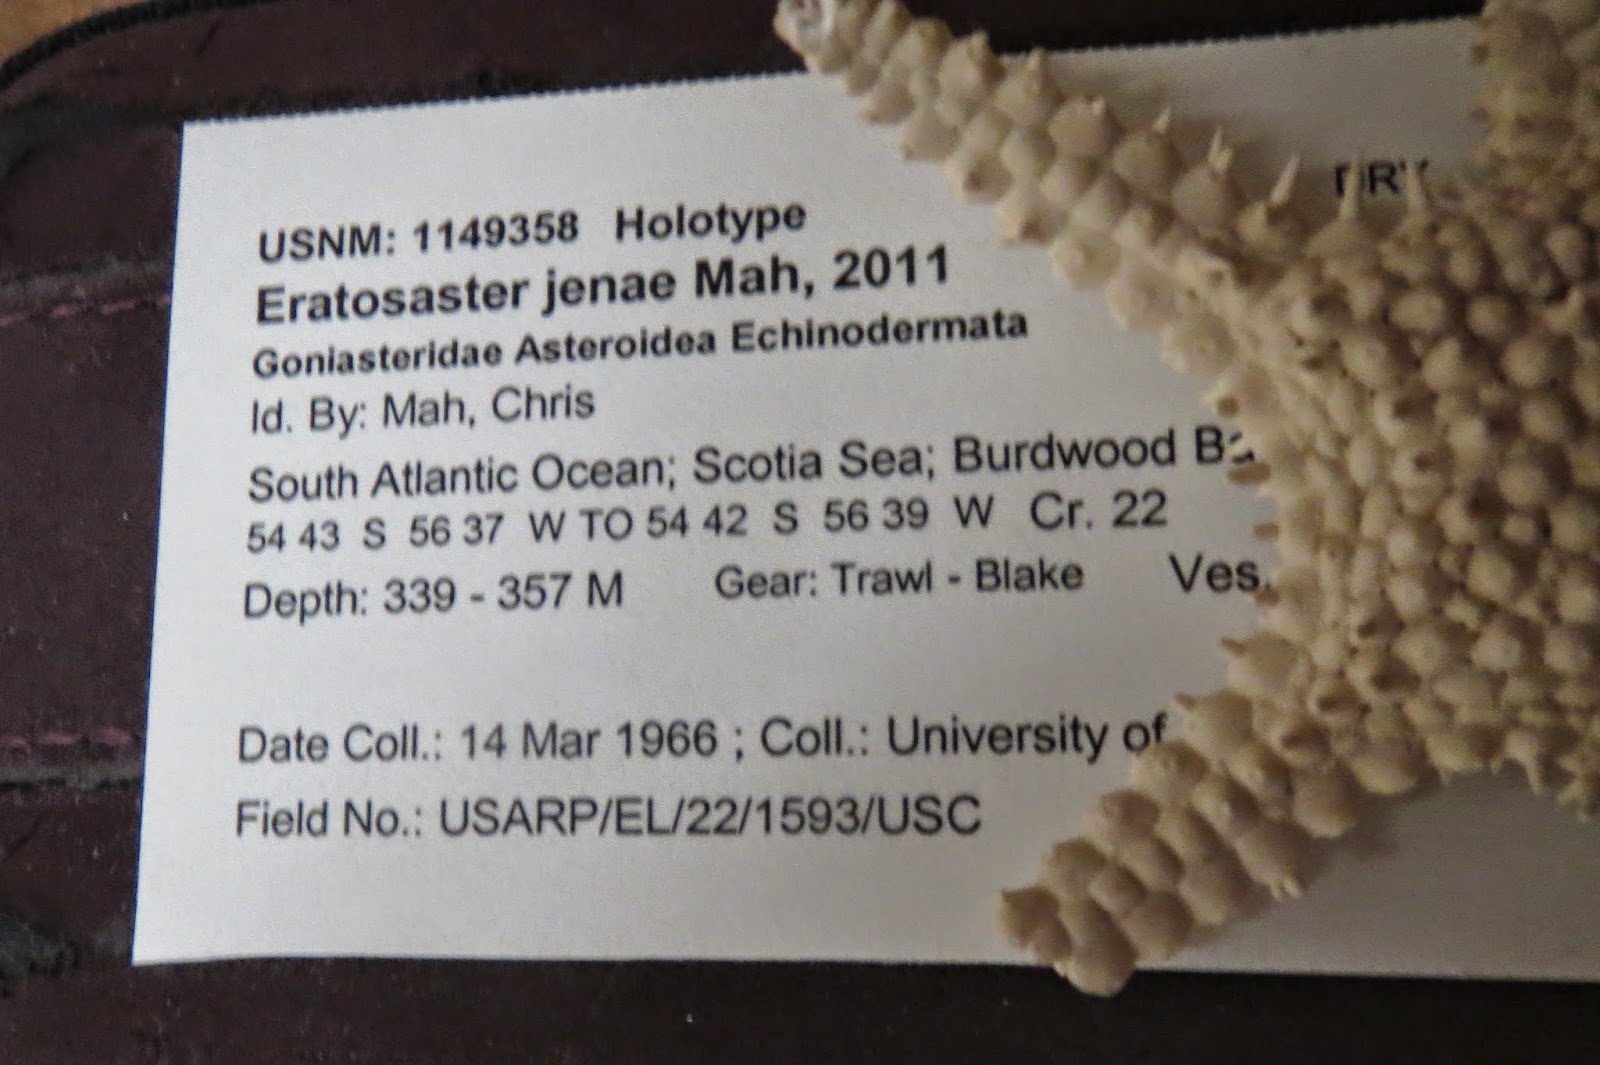 USNM: 1149358 Holotype
Eratosaster jenae Mah, 2011
Goniasteridae Asteroidea Echinodermata
Id. By: Mah, Chris
South Atlantic Ocean; Scotia Sea; Burdwood
54 43 S 56 37 W TO 54 42 S 56 39 W Cr. 22
Depth: 339 - 357 M Gear: Trawl - Blake Ves.
Date Coll.: 14 Mar 1966 ; Coll.: University of
Field No.: USARP/EL/22/1593/USC